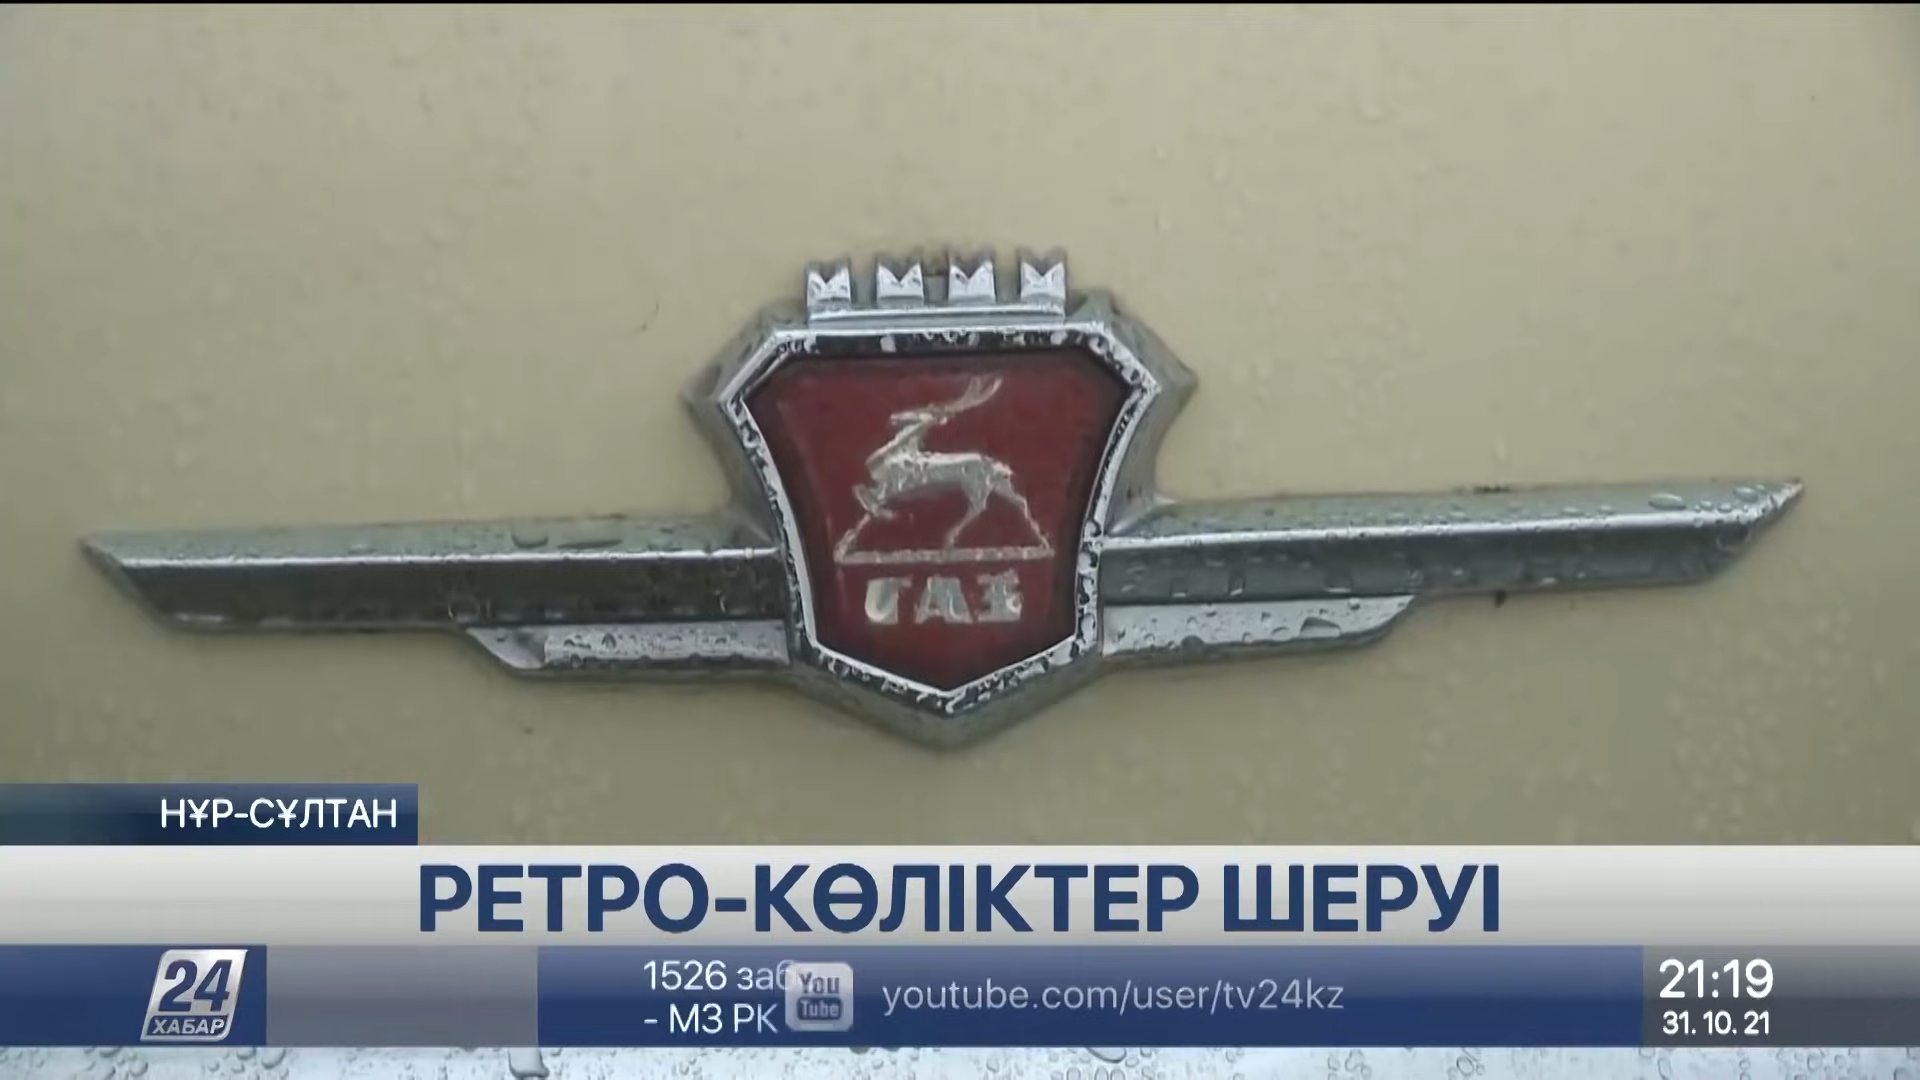 ГАЗ
НҰР-СҰЛТАН
РЕТРО-КӨЛІКТЕР ШЕРУІ
24
ХАБАР
1526
- МЗ РК
You
Tube
youtube.com/user/tv24kz
21:19
31. 10. 21